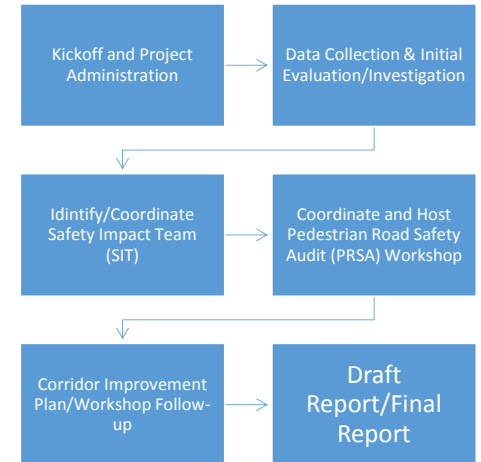 Kickoff and Project
Administration
Data Collection & Initial
Evaluation/Investigation
Idintify/Coordinate
Safety Impact Team
(SIT)
Coordinate and Host
Pedestrian Road Safety
Audit (PRSA) Workshop
Corridor Improvement
Plan/Workshop Follow-
up
Draft
Report/Final
Report